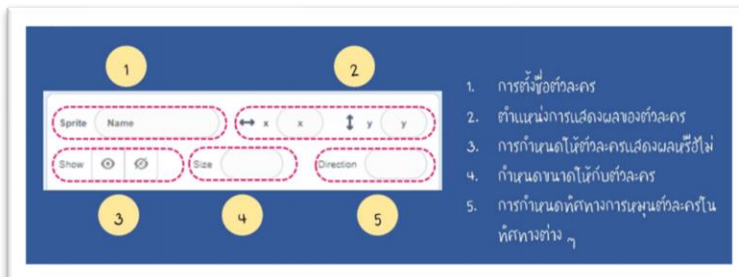 1
2
Sprite Name
x x y y
Show Size Direction
3
4
5
1. การตั้งชื่อตัวละคร
2. ตำแหน่งการแสดงผลของตัวละคร
3. การกำหนดให้ตัวละครแสดงผลหรือไม่
4. กำหนดขนาดให้กับตัวละคร
5. การกำหนดทิศทางการหมุนตัวละครใน
ทิศทางต่าง ๆ